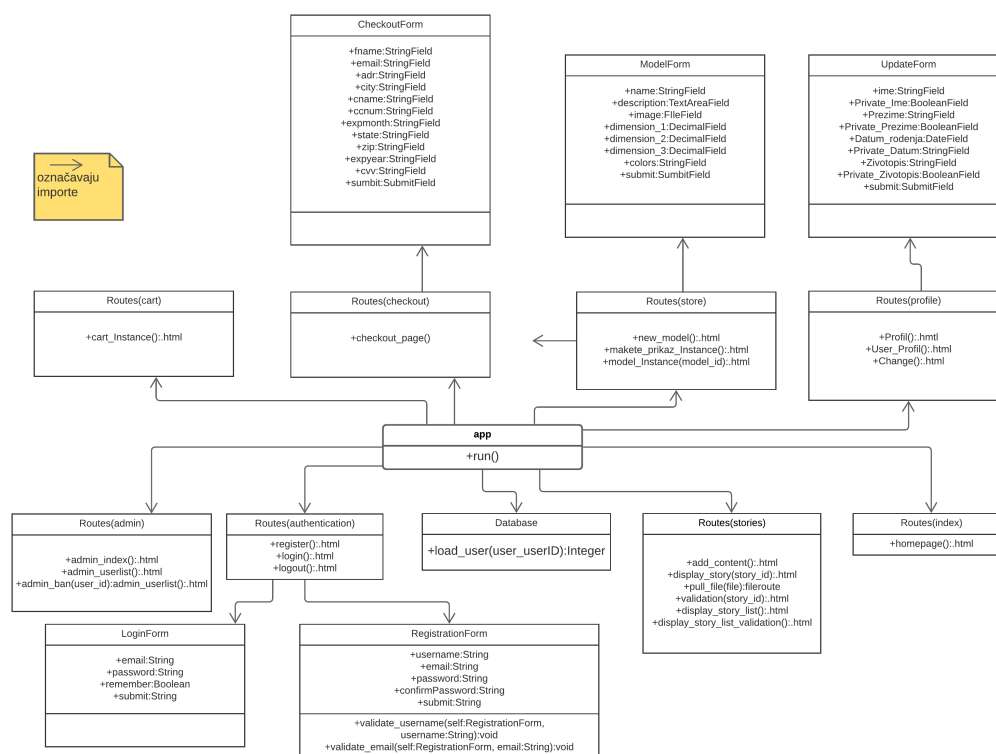 CheckoutForm
+fname:StringField
+email:StringField
+adr:StringField
+city:StringField
+cname:StringField
+ccnum:StringField
+expmonth:StringField
+state:StringField
+zip:StringField
+expyear:StringField
+cvv:StringField
+sumbit:SubmitField
ModelForm
+name:StringField
+description:TextAreaField
+image:FIleField
+dimension_1:DecimalField
+dimension_2:DecimalField
+dimension_3:DecimalField
+colors:StringField
+submit:SumbitField
UpdateForm
+ime:StringField
+Private_Ime:BooleanField
+Prezime:StringField
+Private_Prezime:BooleanField
+Datum_rodenja:DateField
+Private_Datum:StringField
+Zivotopis:StringField
+Private_Zivotopis:BooleanField
+submit:SubmitField
označavaju
importe
Routes(cart)
+cart_Instance():.html
Routes(checkout)
+checkout_page()
Routes(store)
+new_model():.html
+makete_prikaz_Instance():.html
+model_Instance(model_id):.html
Routes(profile)
+Profil():.hmtl
+User_Profil():.html
+Change():.html
app
+run()
Routes(admin)
+admin_index():.html
+admin_userlist():.html
+admin_ban(user_id):admin_userlist():.html
Routes(authentication)
+register():.html
+login():.html
+logout():.html
Database
+load_user(user_userID):Integer
Routes(stories)
+add_content():.html
+display_story(story_id):.html
+pull_file(file):fileroute
+validation(story_id):.html
+display_story_list():.html
+display_story_list_validation():.html
Routes(index)
+homepage():.html
LoginForm
+email:String
+password:String
+remember:Boolean
+submit:String
RegistrationForm
+username:String
+email:String
+password:String
+confirmPassword:String
+submit:String
+validate_username(self:RegistrationForm,
username:String):void
+validate_email(self:RegistrationForm, email:String):void